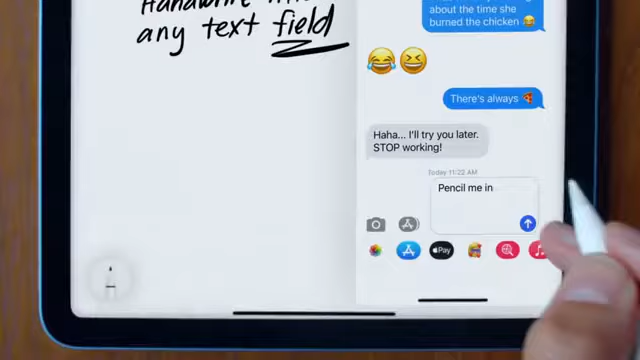 any text field
about the time she
burned the chicken 😂
There's always 🍕
Haha... I'll try you later.
STOP working!
Today 11:22 AM
Pencil me in
Pay